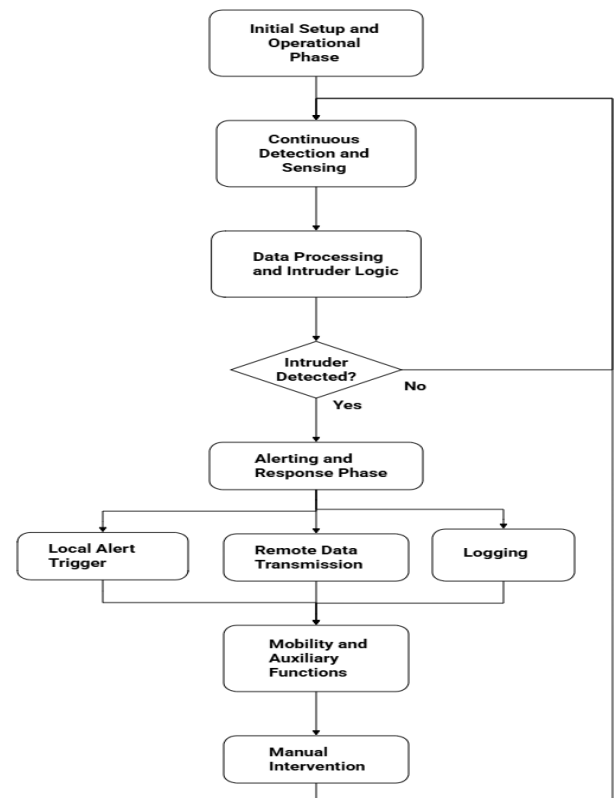 Initial Setup and
Operational
Phase
Continuous
Detection and
Sensing
Data Processing
and Intruder Logic
Intruder
Detected?
No
Yes
Alerting and
Response Phase
Local Alert
Trigger
Remote Data
Transmission
Logging
Mobility and
Auxiliary
Functions
Manual
Intervention